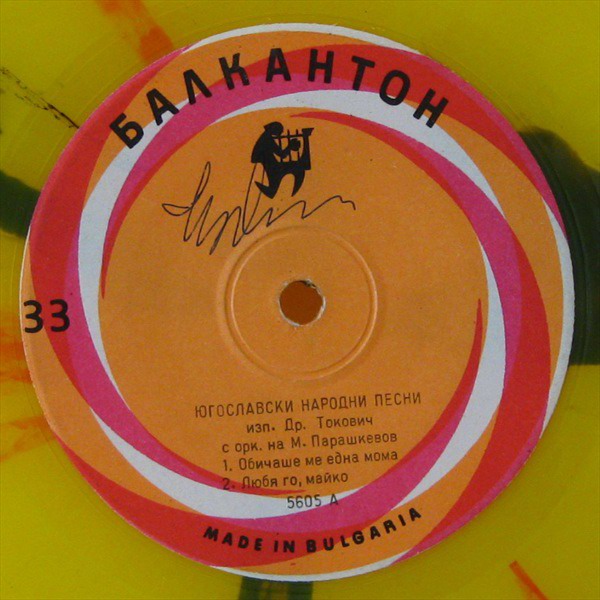 БАЛКАНТОН
33
ЮГОСЛАВСКИ НАРОДНИ ПЕСНИ
изп. Др. Токович
с орк. на М. Парашкевов
1. Обичаше ме една мома
2. Любя го, майко
5605 А
MADE IN BULGARIA